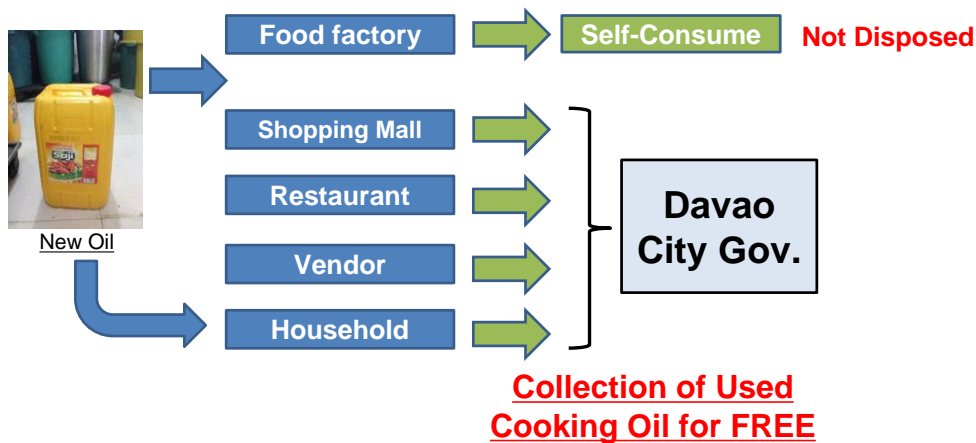 Food factory
Self-Consume
Not Disposed
Shopping Mall
Restaurant
Vendor
Household
New Oil
Davao
City Gov.
Collection of Used
Cooking Oil for FREE